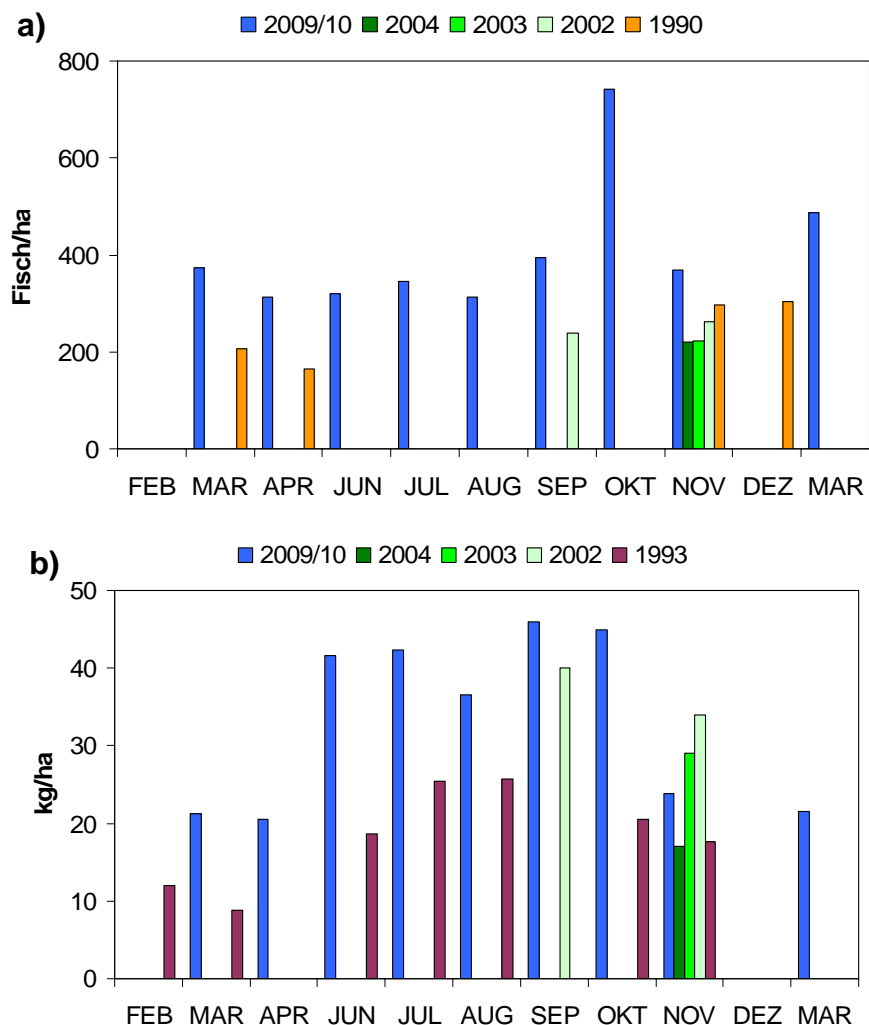 a)
2009/10 2004 2003 2002 1990
800
600
400
200
0
Fisch/ha
FEB MAR APR JUN JUL AUG SEP OKT NOV DEZ MAR
b)
2009/10 2004 2003 2002 1993
50
40
30
20
10
0
kg/ha
FEB MAR APR JUN JUL AUG SEP OKT NOV DEZ MAR